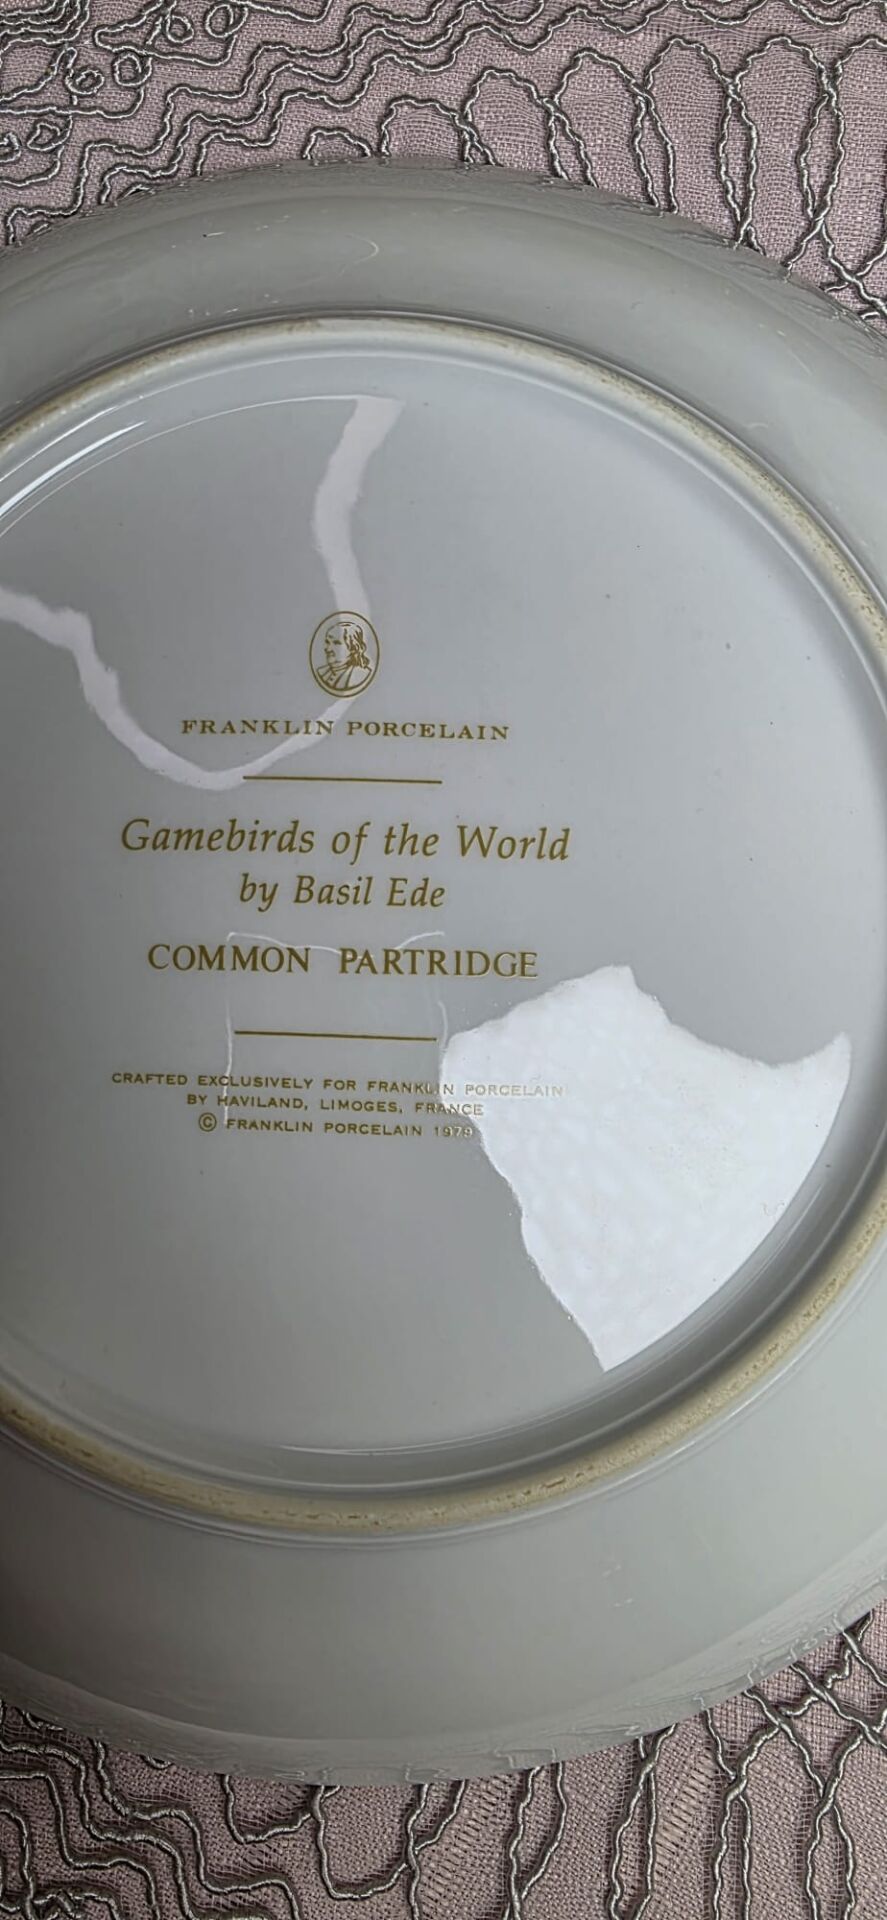 FRANKLIN PORCELAIN
Gamebirds of the World
by Basil Ede
COMMON PARTRIDGE
CRAFTED EXCLUSIVELY FOR FRANKLIN PORCELAIN
BY HAVILAND, LIMOGES, FRANCE
© FRANKLIN PORCELAIN 1979